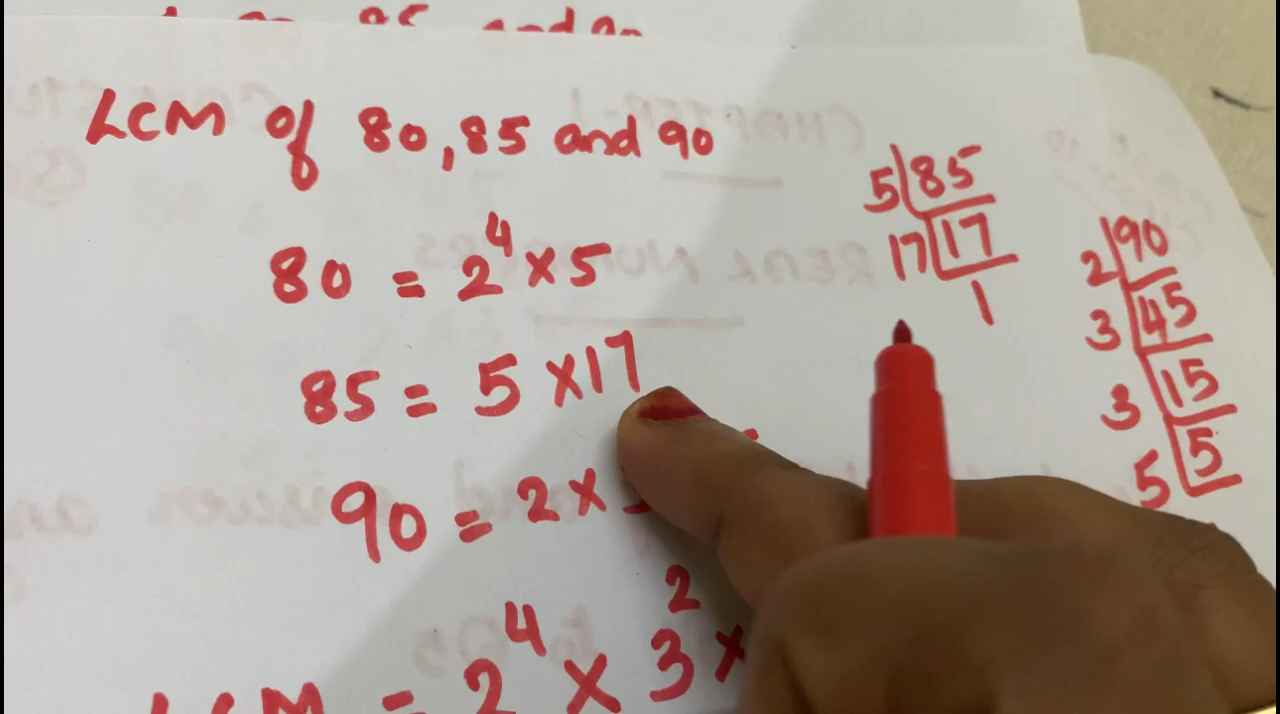 LCM of 80, 85 and 90
80 = 2⁴ × 5
85 = 5 × 17
90 = 2 ×
LCM = 2⁴ × 3² ×
5 | 85
17 | 17
1
2 | 90
3 | 45
3 | 15
5 | 5